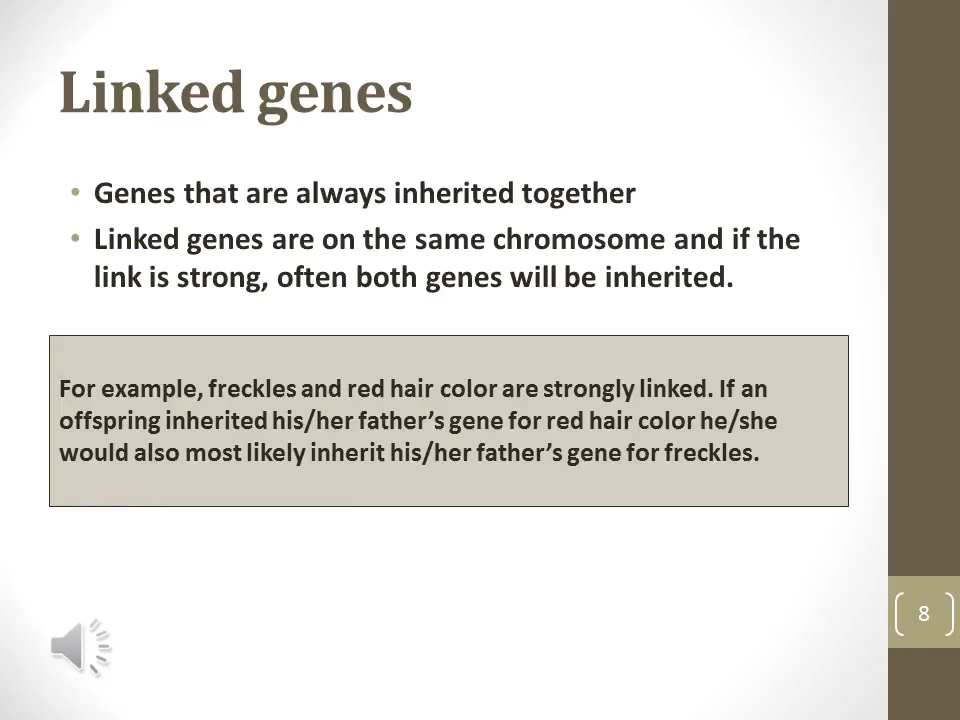 Linked genes
• Genes that are always inherited together
• Linked genes are on the same chromosome and if the
link is strong, often both genes will be inherited.
For example, freckles and red hair color are strongly linked. If an
offspring inherited his/her father’s gene for red hair color he/she
would also most likely inherit his/her father’s gene for freckles.
8